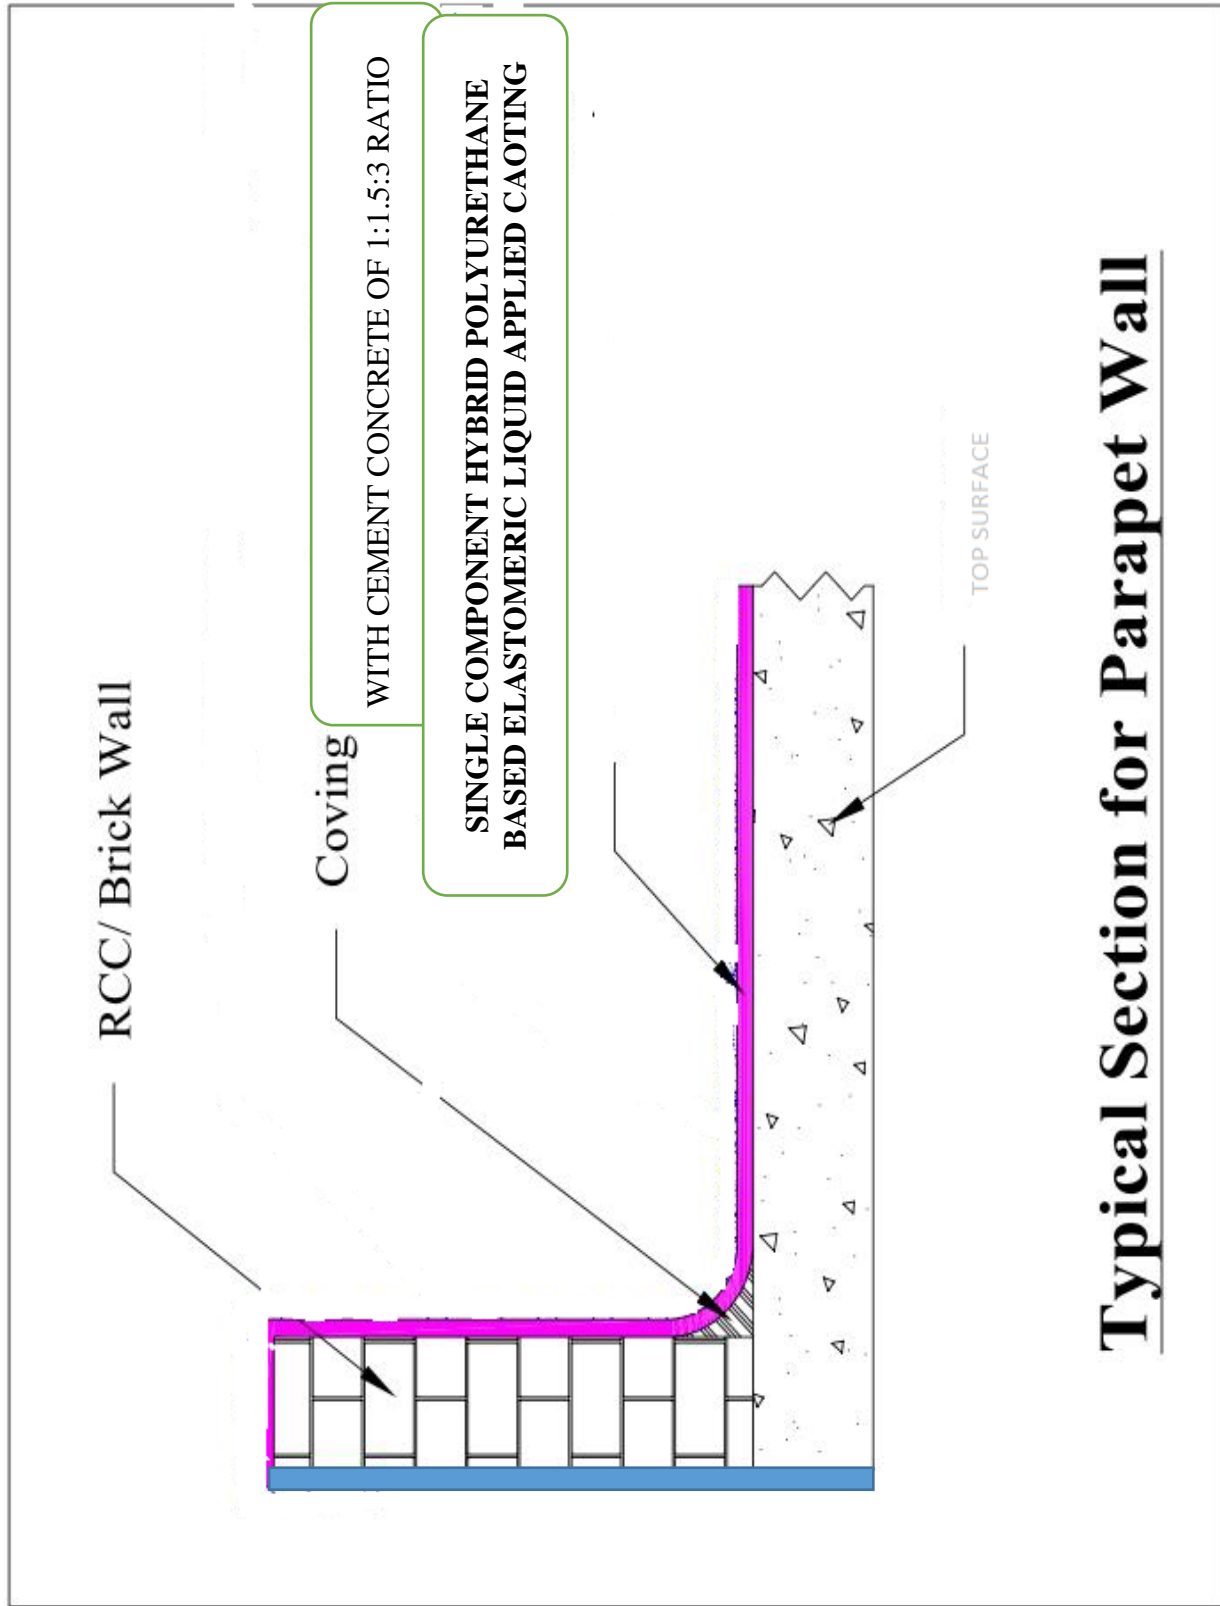 RCC/ Brick Wall
Coving
WITH CEMENT CONCRETE OF 1:1.5:3 RATIO
SINGLE COMPONENT HYBRID POLYURETHANE
BASED ELASTOMERIC LIQUID APPLIED CAOTING
TOP SURFACE
Typical Section for Parapet Wall